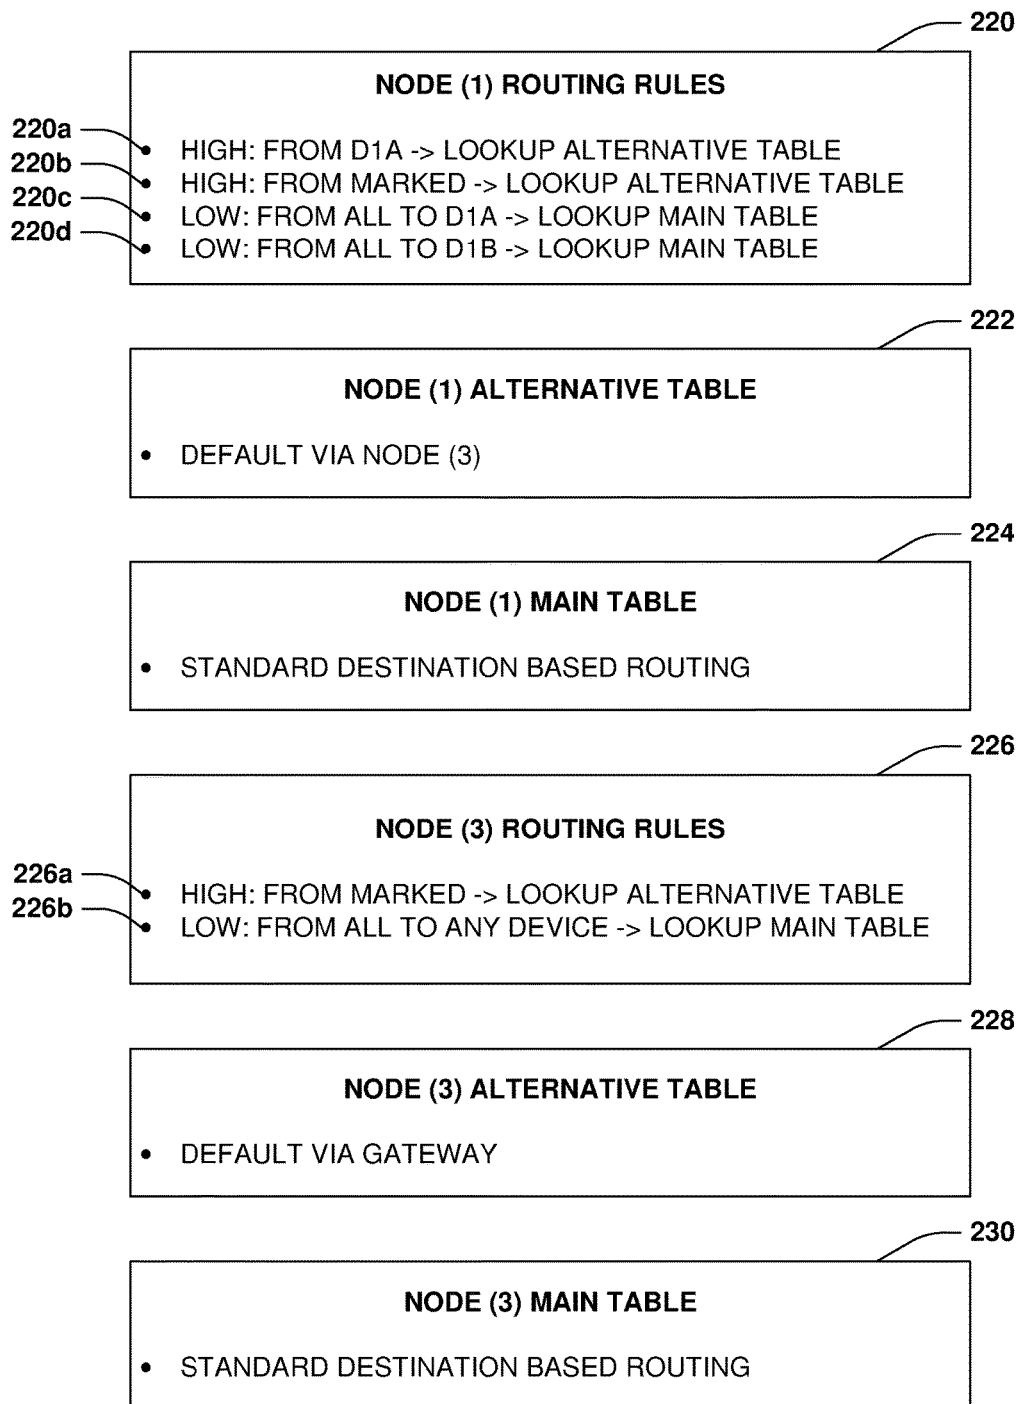 220
NODE (1) ROUTING RULES
220a • HIGH: FROM D1A -> LOOKUP ALTERNATIVE TABLE
220b • HIGH: FROM MARKED -> LOOKUP ALTERNATIVE TABLE
220c • LOW: FROM ALL TO D1A -> LOOKUP MAIN TABLE
220d • LOW: FROM ALL TO D1B -> LOOKUP MAIN TABLE
222
NODE (1) ALTERNATIVE TABLE
• DEFAULT VIA NODE (3)
224
NODE (1) MAIN TABLE
• STANDARD DESTINATION BASED ROUTING
226
NODE (3) ROUTING RULES
226a • HIGH: FROM MARKED -> LOOKUP ALTERNATIVE TABLE
226b • LOW: FROM ALL TO ANY DEVICE -> LOOKUP MAIN TABLE
228
NODE (3) ALTERNATIVE TABLE
• DEFAULT VIA GATEWAY
230
NODE (3) MAIN TABLE
• STANDARD DESTINATION BASED ROUTING